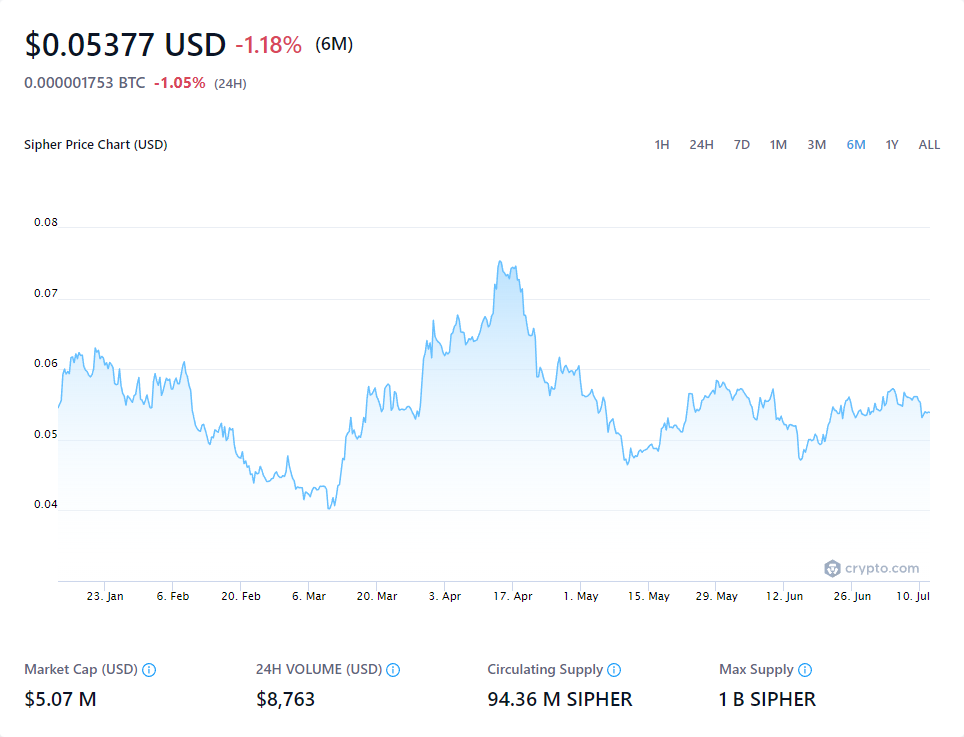 $0.05377 USD -1.18% (6M)
0.000001753 BTC -1.05% (24H)
Sipher Price Chart (USD) 1H 24H 7D 1M 3M 6M 1Y ALL
0.08
0.07
0.06
0.05
0.04
crypto.com
23. Jan 6. Feb 20. Feb 6. Mar 20. Mar 3. Apr 17. Apr 1. May 15. May 29. May 12. Jun 26. Jun 10. Jul
Market Cap (USD) 24H VOLUME (USD) Circulating Supply Max Supply
$5.07 M $8,763 94.36 M SIPHER 1 B SIPHER